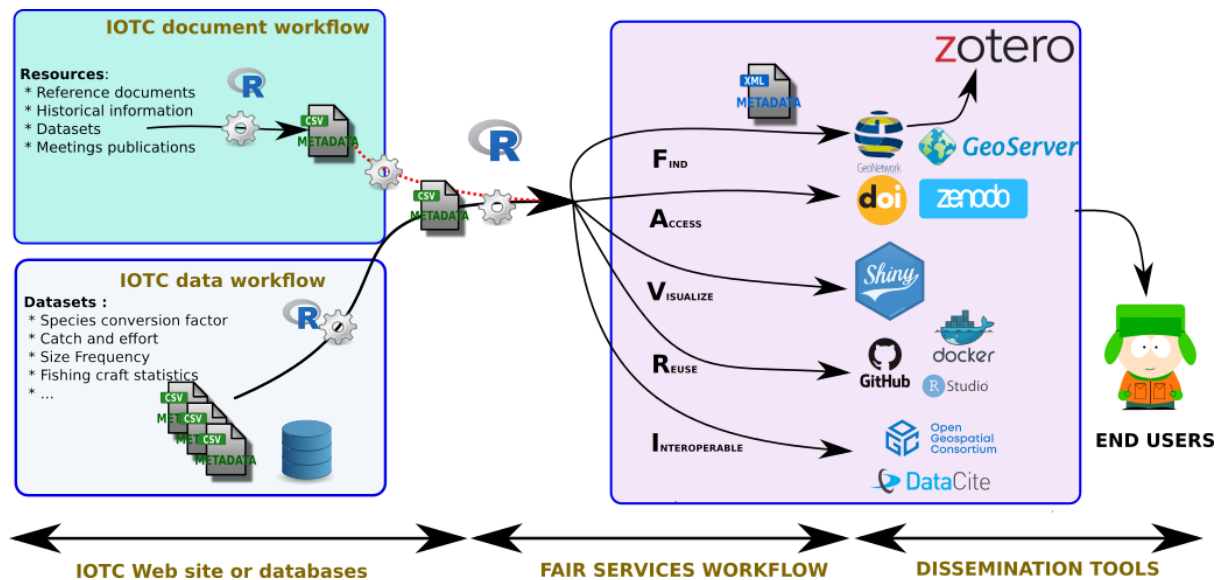 IOTC document workflow
Resources:
* Reference documents
* Historical information
* Datasets
* Meetings publications
R
CSV
METADATA
CSV
METADATA
R
IOTC data workflow
Datasets :
* Species conversion factor
* Catch and effort
* Size Frequency
* Fishing craft statistics
* ...
R
CSV
MET
CSV
CSV
METADATA
XML
METADATA
zotero
FIND
GeoNetwork
GeoServer
ACCESS
doi
zenodo
VISUALIZE
Shiny
REUSE
GitHub
docker
R Studio
INTEROPERABLE
Open
Geospatial
Consortium
DataCite
END USERS
IOTC Web site or databases
FAIR SERVICES WORKFLOW
DISSEMINATION TOOLS